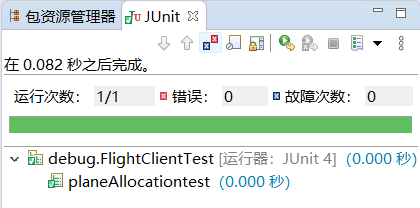 包资源管理器 JUnit
在 0.082 秒之后完成。
运行次数： 1/1 错误： 0 故障次数： 0
debug.FlightClientTest [运行器：JUnit 4] (0.000 秒)
planeAllocationtest (0.000 秒)